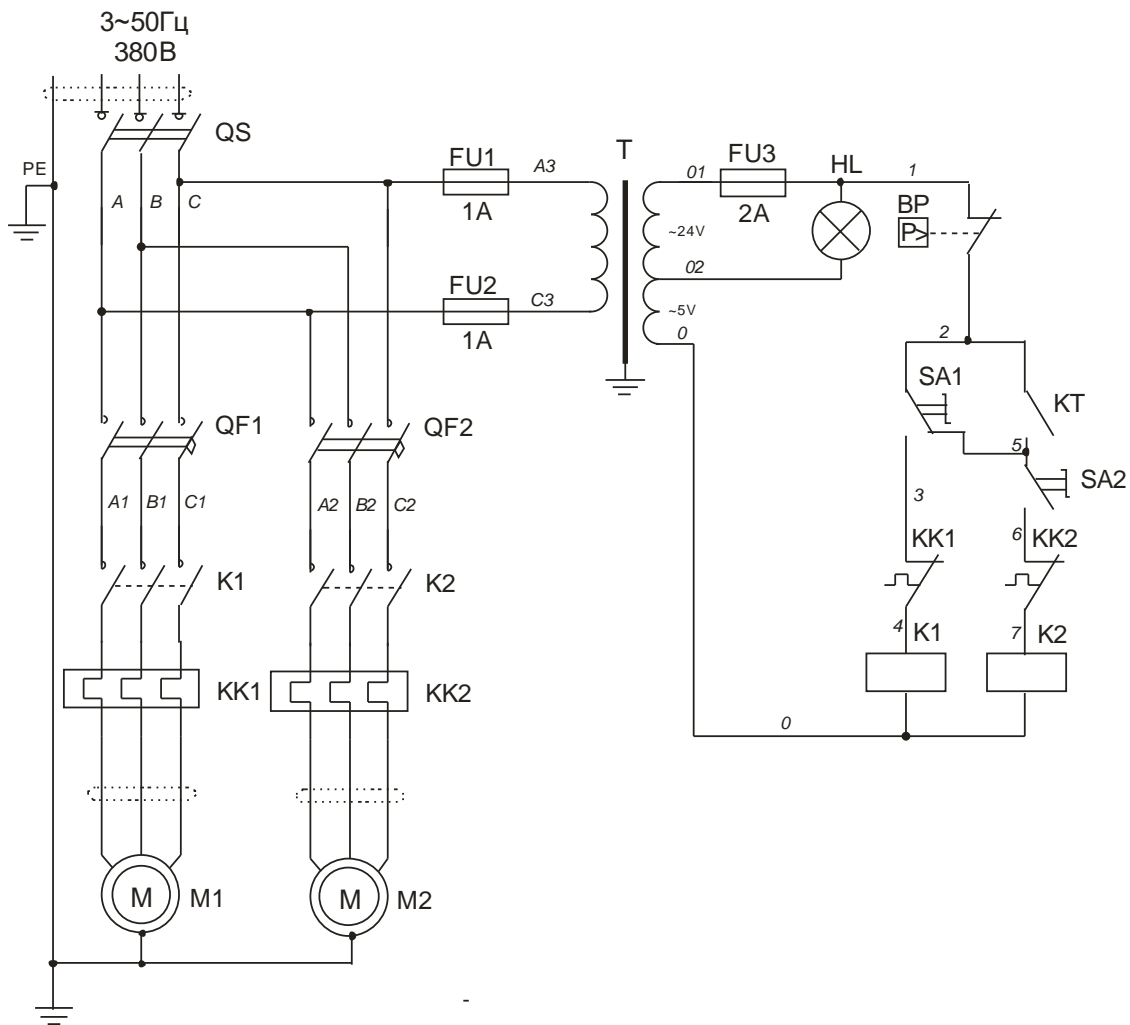 3~50Гц
380В
QS
PE
A
B
C
FU1
1A
A3
T
FU2
1A
C3
01
FU3
2A
HL
1
~24V
02
~5V
0
BP
P>
2
SA1
KT
5
SA2
3
6
KK1
KK2
4
K1
7
K2
0
QF1
QF2
A1
B1
C1
A2
B2
C2
K1
K2
KK1
KK2
M
M1
M
M2
-